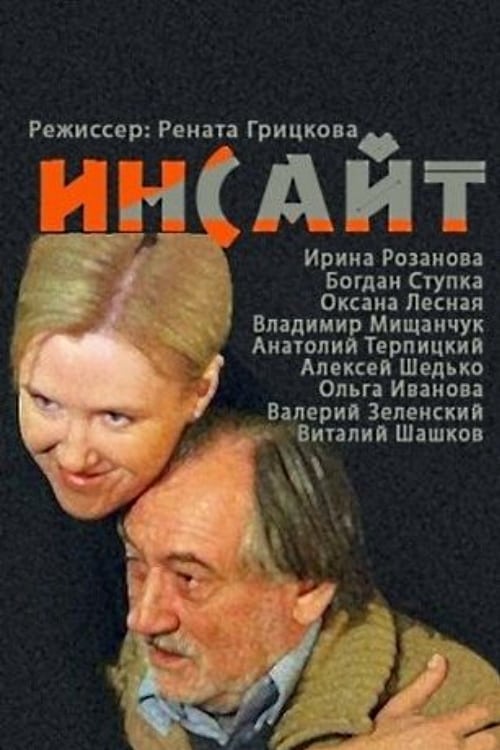 Режиссер: Рената Грицкова
ИНСАЙТ
Ирина Розанова
Богдан Ступка
Оксана Лесная
Владимир Мищанчук
Анатолий Терпицкий
Алексей Шедько
Ольга Иванова
Валерий Зеленский
Виталий Шашков